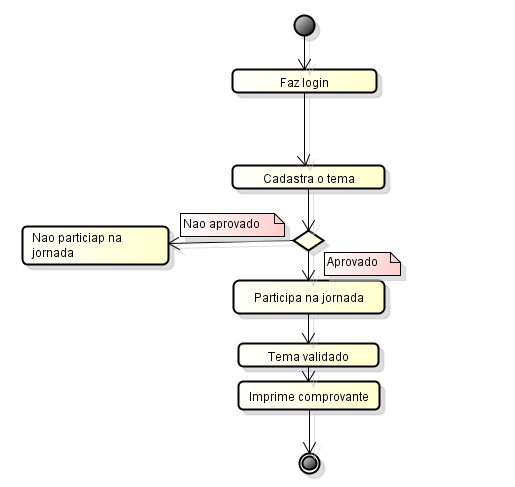 Faz login
Cadastra o tema
Nao aprovado
Nao particiap na
jornada
Aprovado
Participa na jornada
Tema validado
Imprime comprovante